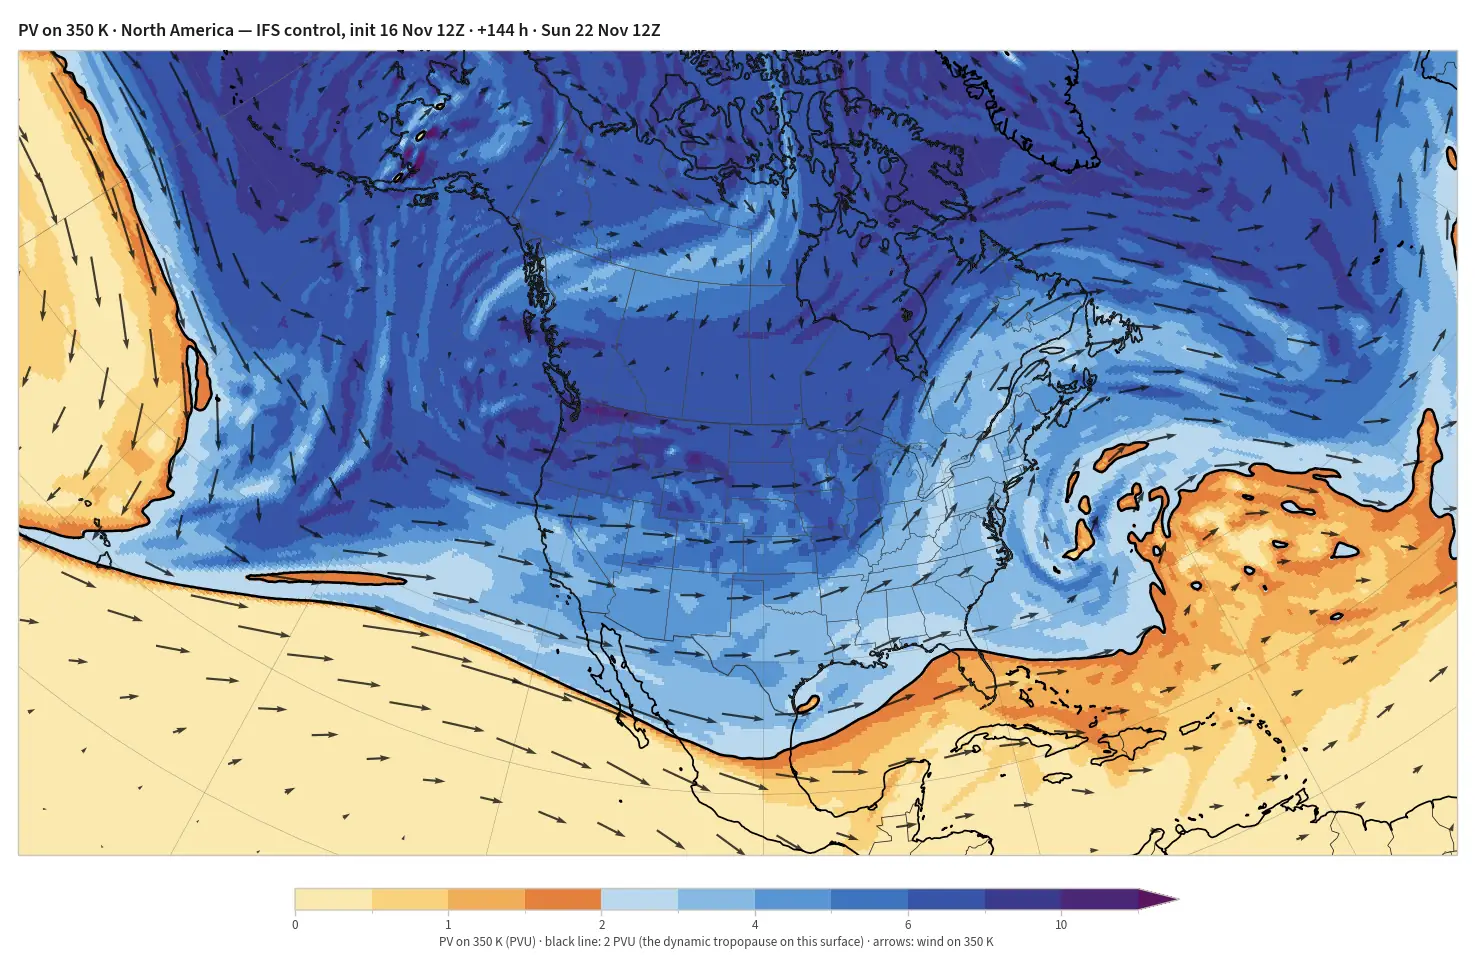 PV on 350 K · North America — IFS control, init 16 Nov 12Z · +144 h · Sun 22 Nov 12Z
0 1 2 4 6 10
PV on 350 K (PVU) · black line: 2 PVU (the dynamic tropopause on this surface) · arrows: wind on 350 K